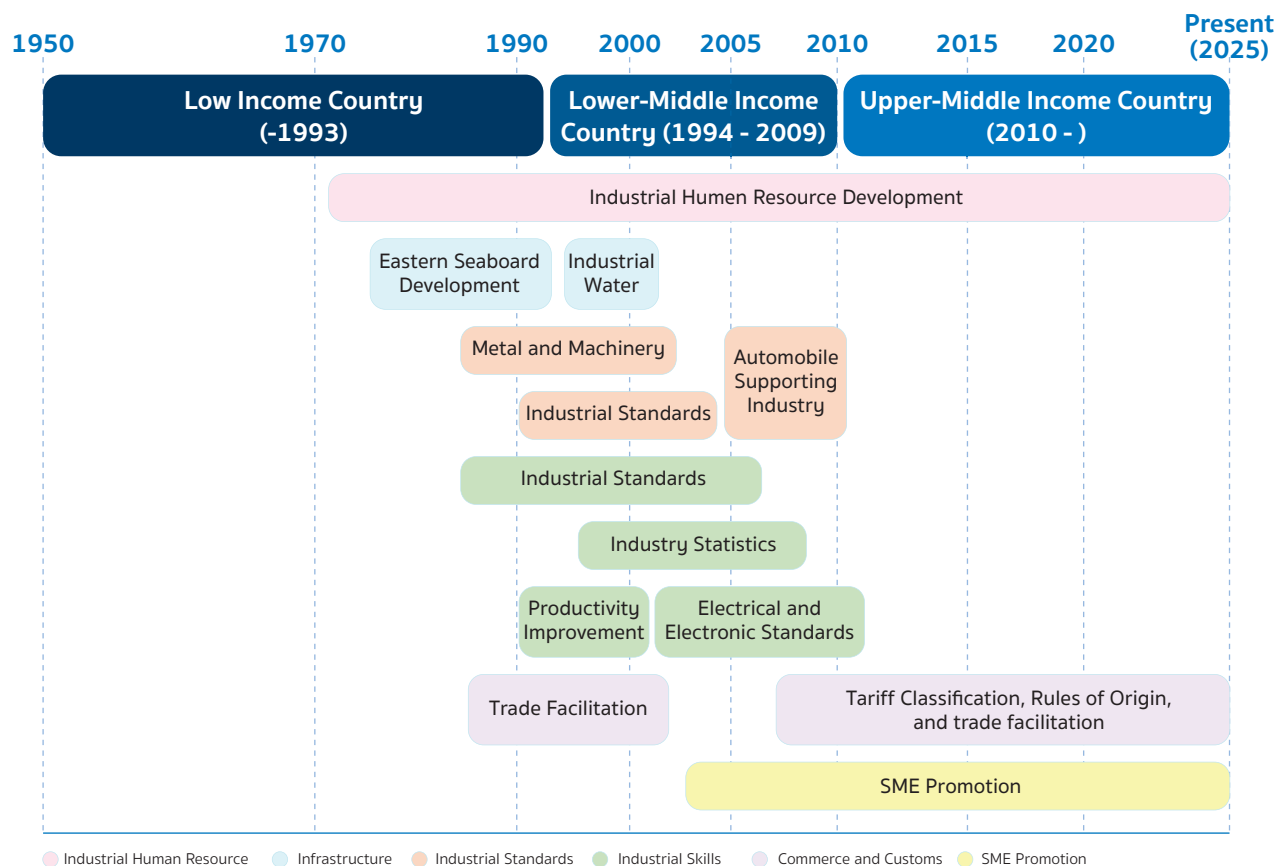 1950
1970
1990
2000
2005
2010
2015
2020
Present
(2025)
Low Income Country
(-1993)
Lower-Middle Income
Country (1994 - 2009)
Upper-Middle Income Country
(2010 - )
Industrial Human Resource Development
Eastern Seaboard
Development
Industrial
Water
Metal and Machinery
Automobile
Supporting
Industry
Industrial Standards
Industrial Standards
Industry Statistics
Productivity
Improvement
Electrical and
Electronic Standards
Trade Facilitation
Tariff Classification, Rules of Origin,
and trade facilitation
SME Promotion
Industrial Human Resource
Infrastructure
Industrial Standards
Industrial Skills
Commerce and Customs
SME Promotion